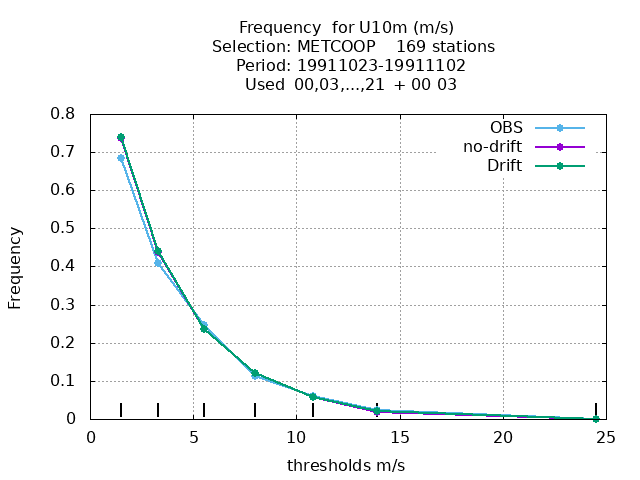 Frequency  for U10m (m/s)
Selection: METCOOP    169 stations
Period: 19911023-19911102
Used  00,03,...,21  + 00 03
OBS
no-drift
Drift
Frequency
0.8
0.7
0.6
0.5
0.4
0.3
0.2
0.1
0
0 5 10 15 20 25
thresholds m/s